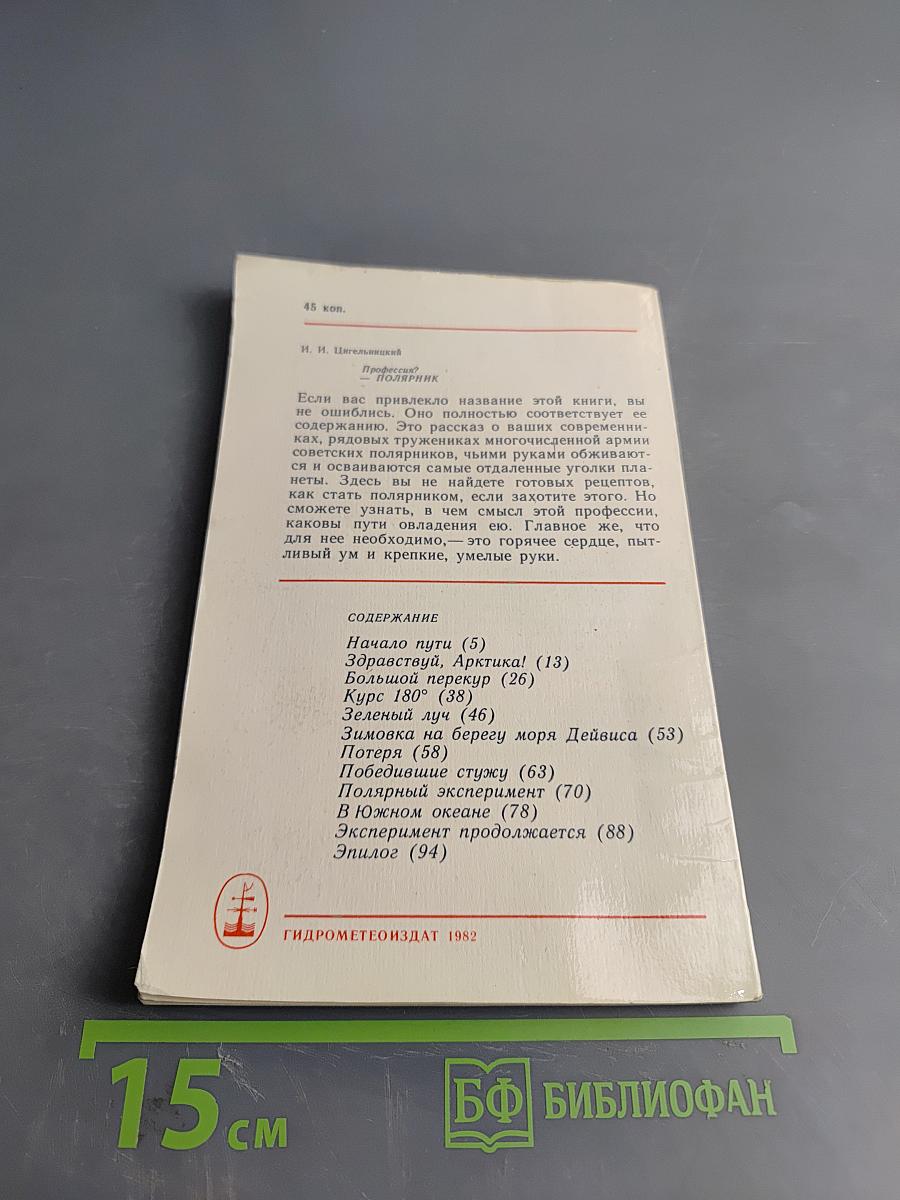 45 коп.
И. И. Цигельницкий
Профессия?
— ПОЛЯРНИК
Если вас привлекло название этой книги, вы
не ошиблись. Оно полностью соответствует ее
содержанию. Это рассказ о ваших современни-
ках, рядовых тружениках многочисленной армии
советских полярников, чьими руками обживают-
ся и осваиваются самые отдаленные уголки пла-
неты. Здесь вы не найдете готовых рецептов,
как стать полярником, если захотите этого. Но
сможете узнать, в чем смысл этой профессии,
каковы пути овладения ею. Главное же, что
для нее необходимо,— это горячее сердце, пыт-
ливый ум и крепкие, умелые руки.
СОДЕРЖАНИЕ
Начало пути (5)
Здравствуй, Арктика! (13)
Большой перекур (26)
Курс 180° (38)
Зеленый луч (46)
Зимовка на берегу моря Дейвиса (53)
Потеря (58)
Победившие стужу (63)
Полярный эксперимент (70)
В Южном океане (78)
Эксперимент продолжается (88)
Эпилог (94)
ГИДРОМЕТЕОИЗДАТ 1982
15 см
БФ БИБЛИОФАН